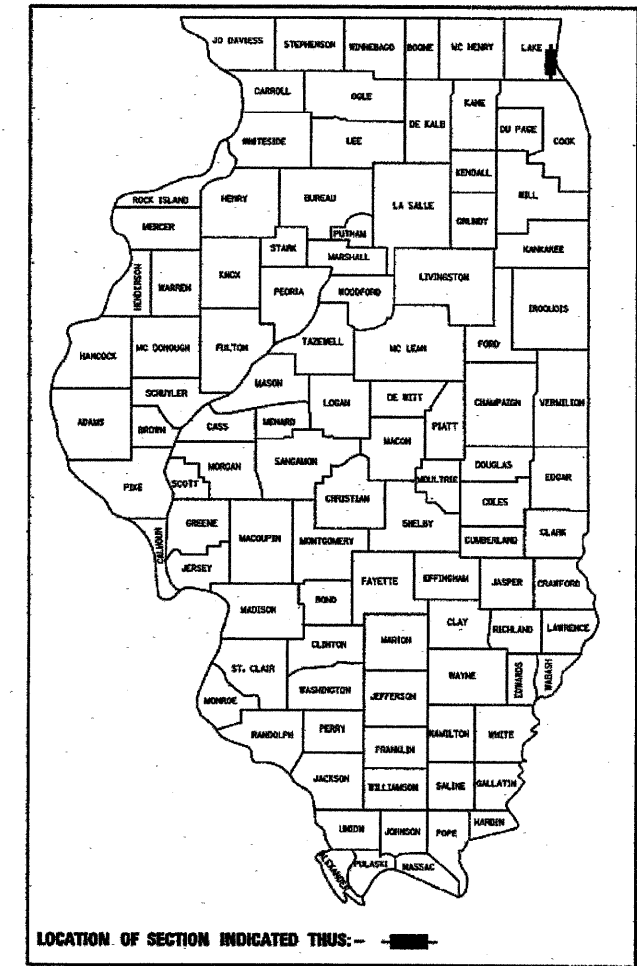 JO DAVIESS
STEPHENSON
WINNEBAGO
BOONE
MC HENRY
LAKE
CARROLL
OGLE
DE KALB
KANE
DU PAGE
COOK
WHITESIDE
LEE
KENDALL
ROCK ISLAND
HENRY
BUREAU
LA SALLE
GRUNDY
WILL
MERCER
PUTNAM
STARK
MARSHALL
KANKAKEE
HENDERSON
WARREN
KNOX
PEORIA
WOODFORD
LIVINGSTON
IROQUOIS
HANCOCK
MC DONOUGH
FULTON
TAZEWELL
MC LEAN
FORD
MASON
SCHUYLER
LOGAN
DE WITT
CHAMPAIGN
VERMILION
ADAMS
BROWN
CASS
MENARD
MACON
PIATT
PIKE
SCOTT
MORGAN
SANGAMON
CHRISTIAN
MOULTRIE
DOUGLAS
EDGAR
COLES
CALHOUN
GREENE
MACOUPIN
MONTGOMERY
SHELBY
CUMBERLAND
CLARK
JERSEY
FAYETTE
EFFINGHAM
JASPER
CRAWFORD
MADISON
BOND
CLINTON
MARION
CLAY
RICHLAND
LAWRENCE
ST. CLAIR
WASHINGTON
WAYNE
EDWARDS
WABASH
MONROE
JEFFERSON
RANDOLPH
PERRY
FRANKLIN
HAMILTON
WHITE
JACKSON
WILLIAMSON
SALINE
GALLATIN
UNION
JOHNSON
POPE
HARDIN
ALEXANDER
PULASKI
MASSAC
LOCATION OF SECTION INDICATED THUS:-